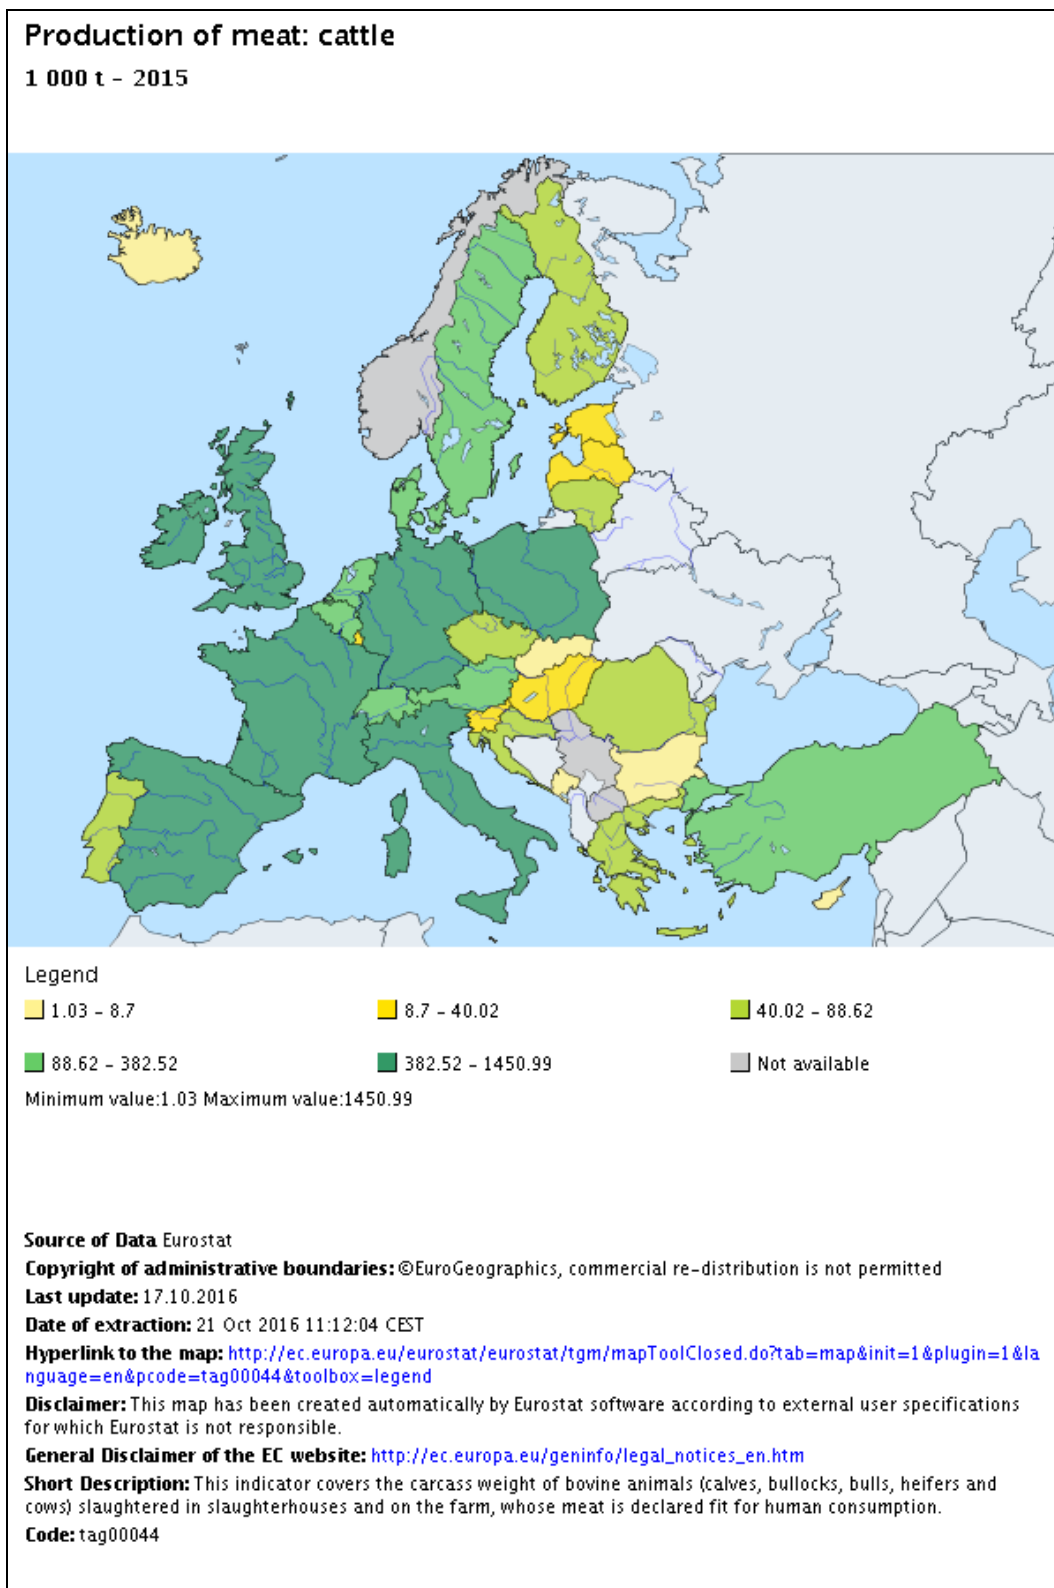 Production of meat: cattle
1 000 t – 2015
Legend
1.03 – 8.7
8.7 – 40.02
40.02 – 88.62
88.62 – 382.52
382.52 – 1450.99
Not available
Minimum value:1.03 Maximum value:1450.99
Source of Data Eurostat
Copyright of administrative boundaries: ©EuroGeographics, commercial re-distribution is not permitted
Last update: 17.10.2016
Date of extraction: 21 Oct 2016 11:12:04 CEST
Hyperlink to the map: http://ec.europa.eu/eurostat/eurostat/tgm/mapToolClosed.do?tab=map&init=1&plugin=1&la
nguage=en&pcode=tag00044&toolbox=legend
Disclaimer: This map has been created automatically by Eurostat software according to external user specifications
for which Eurostat is not responsible.
General Disclaimer of the EC website: http://ec.europa.eu/geninfo/legal_notices_en.htm
Short Description: This indicator covers the carcass weight of bovine animals (calves, bullocks, bulls, heifers and
cows) slaughtered in slaughterhouses and on the farm, whose meat is declared fit for human consumption.
Code: tag00044